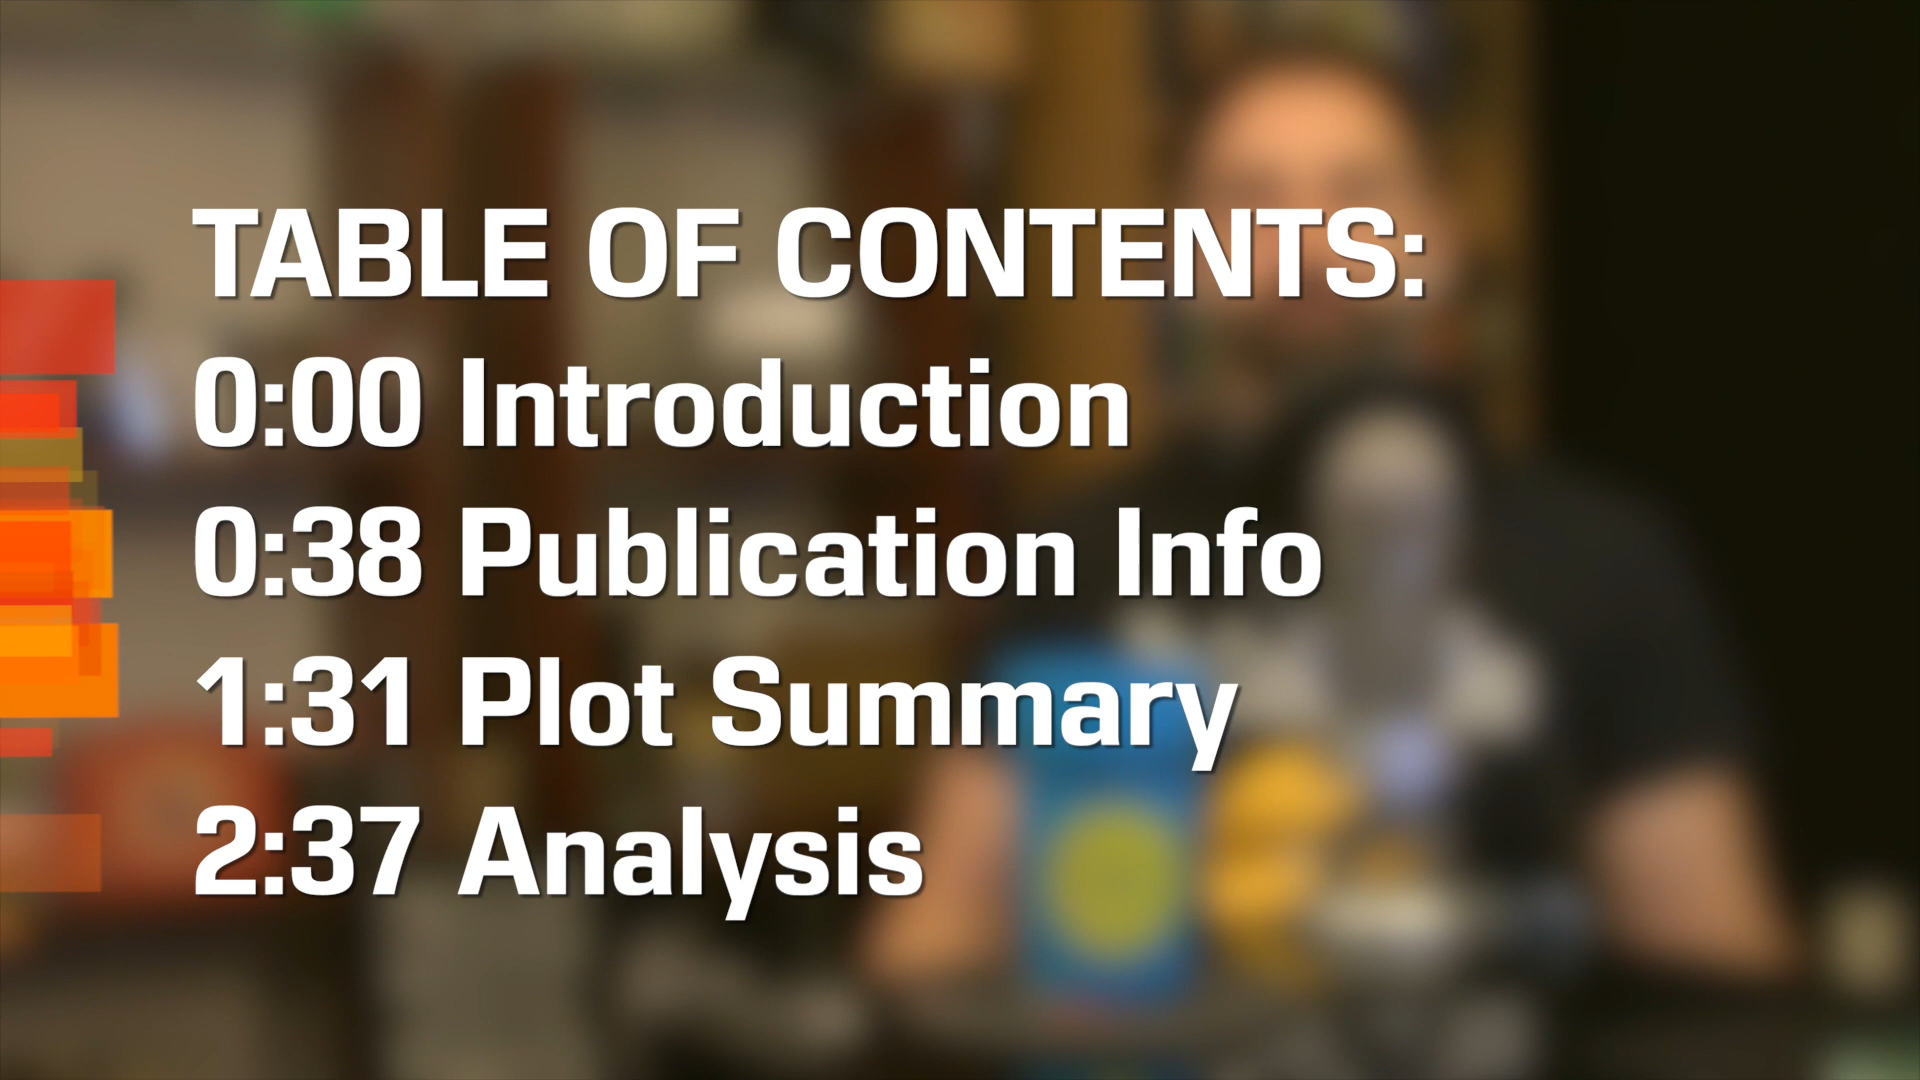 TABLE OF CONTENTS:
0:00 Introduction
0:38 Publication Info
1:31 Plot Summary
2:37 Analysis